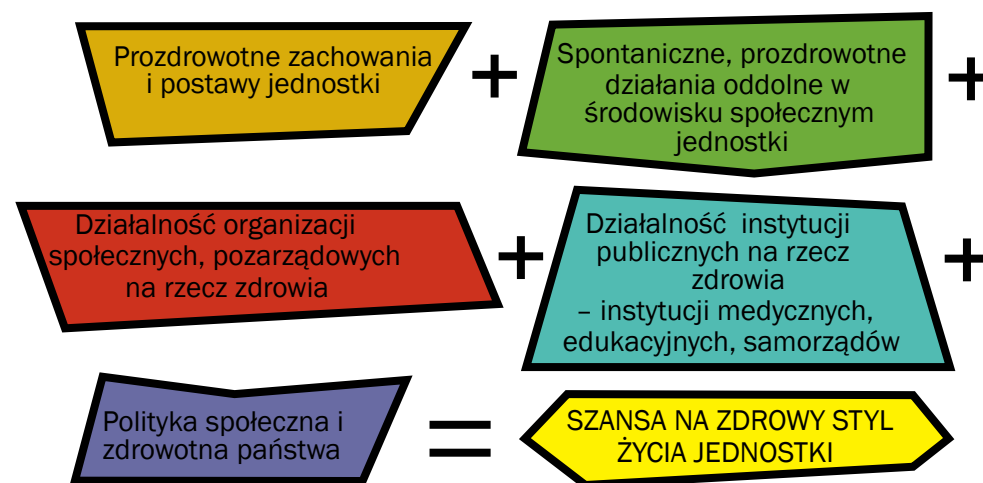 Prozdrowotne zachowania
i postawy jednostki
+
Spontaniczne, prozdrowotne
działania oddolne w
środowisku społecznym
jednostki
+
Działalność organizacji
społecznych, pozarządowych
na rzecz zdrowia
+
Działalność instytucji
publicznych na rzecz
zdrowia
– instytucji medycznych,
edukacyjnych, samorządów
+
Polityka społeczna i
zdrowotna państwa
=
SZANSA NA ZDROWY STYL
ŻYCIA JEDNOSTKI